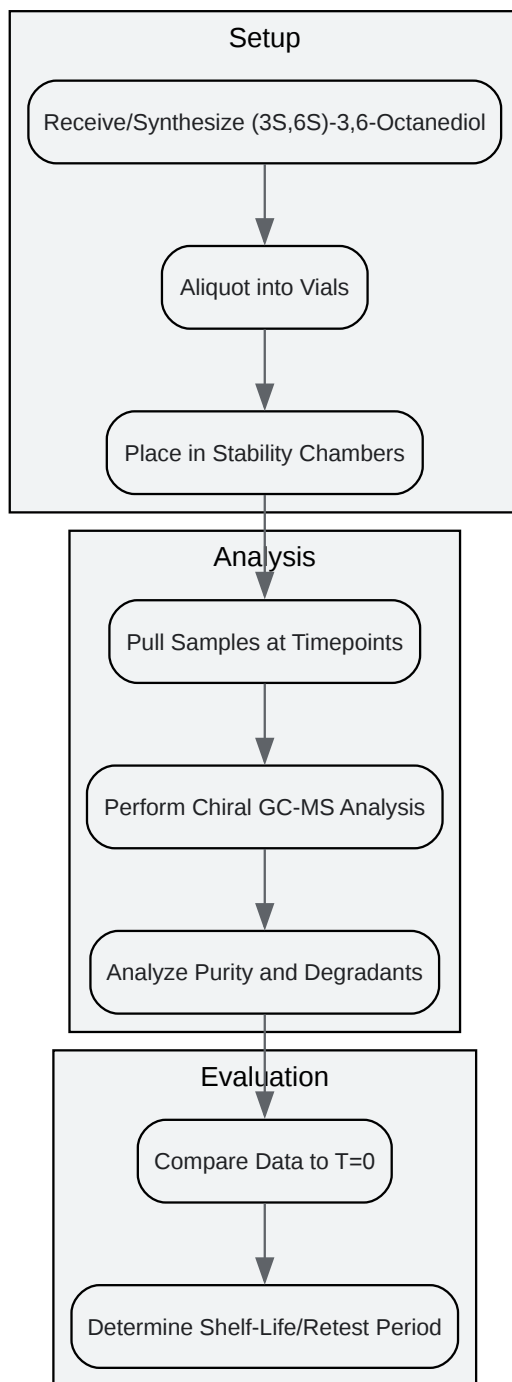 Setup
Receive/Synthesize (3S,6S)-3,6-Octanediol
Aliquot into Vials
Place in Stability Chambers
Analysis
Pull Samples at Timepoints
Perform Chiral GC-MS Analysis
Analyze Purity and Degradants
Evaluation
Compare Data to T=0
Determine Shelf-Life/Retest Period